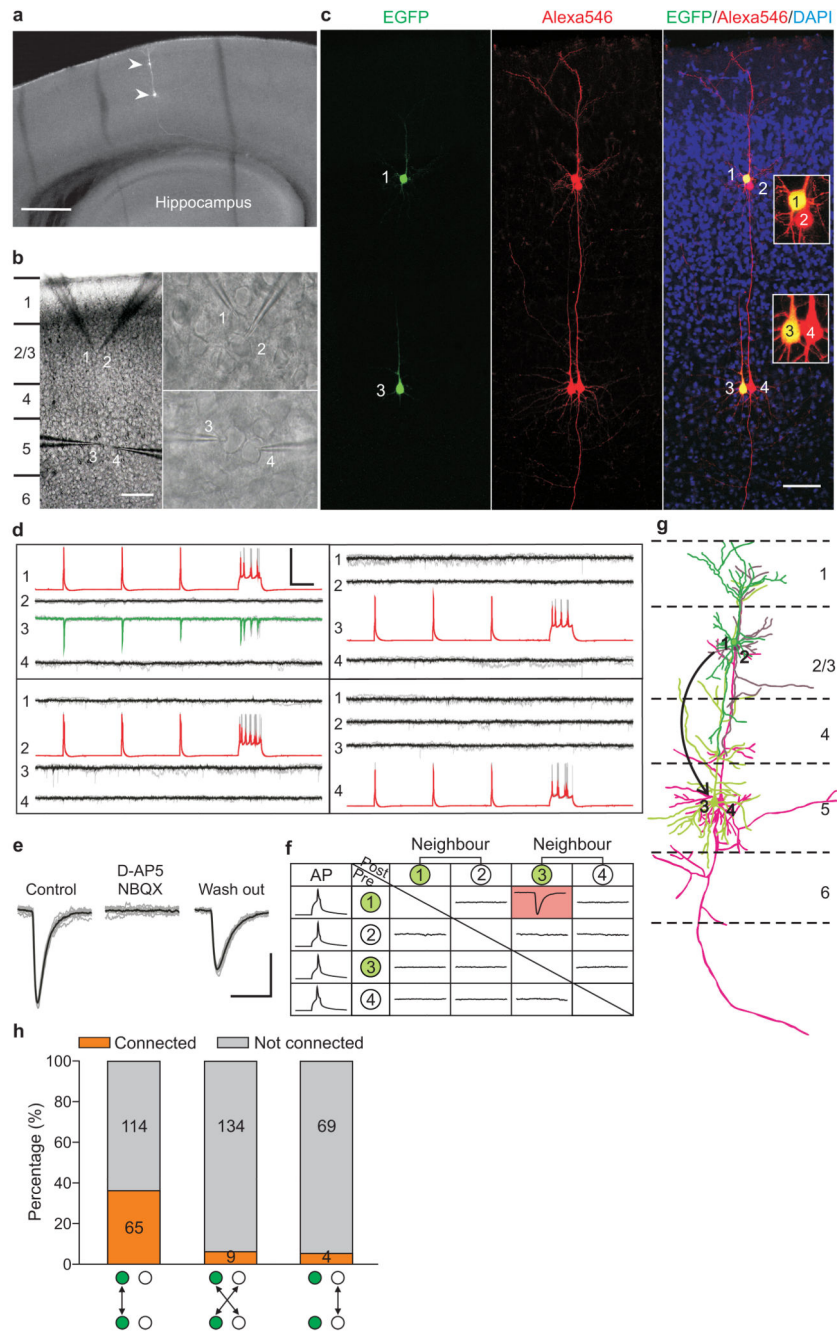 a
Hippocampus
b
1
2/3
4
5
6
1 2
3 4
1
2
3
4
c
EGFP Alexa546 EGFP/Alexa546/DAPI
1
3
1
2
3 4
1
2
3 4
d
1
2
3
4
1
2
3
4
1
2
3
4
1
2
3
4
e
Control
D-AP5
NBQX
Wash out
f
Neighbour Neighbour
AP Post Pre 1 2 3 4
1
2
3
4
g
1
2/3
4
5
6
1 2
3 4
h
Connected Not connected
Percentage (%)
100
80
60
40
20
0
114 134 69
65 9 4